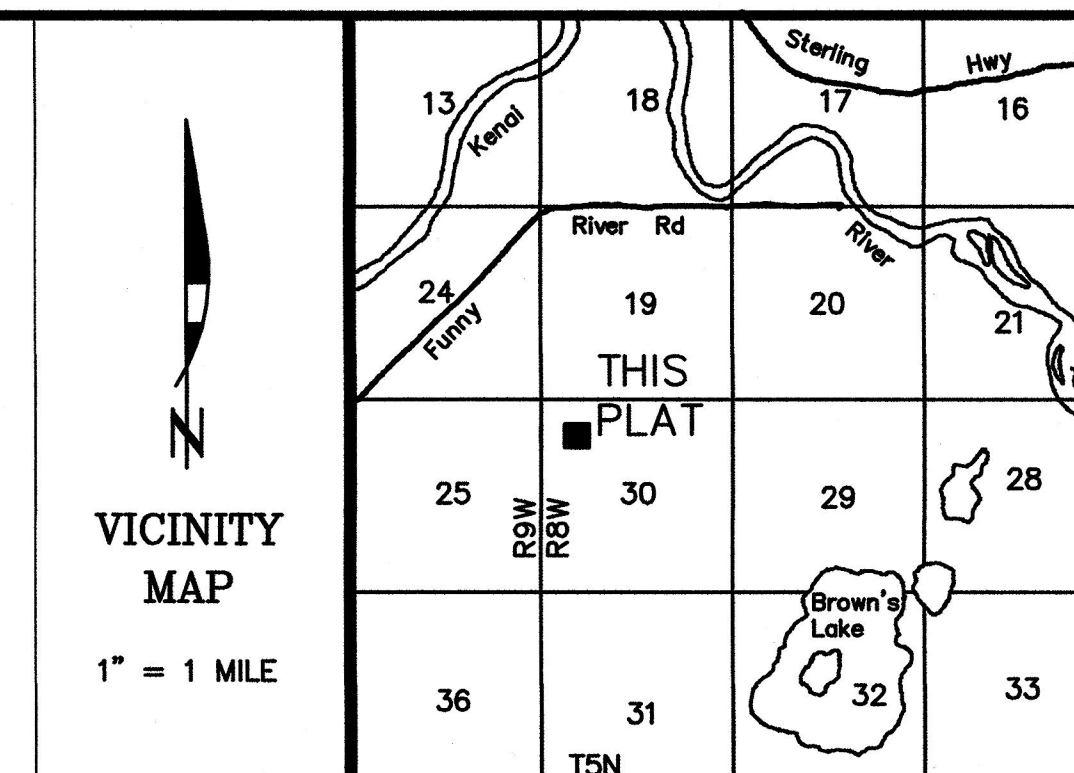 N
VICINITY
MAP
1" = 1 MILE
Sterling Hwy
13
18
17
16
Kenai
River Rd
River
24
19
20
21
Funny
THIS
PLAT
25
30
29
28
R9W
R8W
Brown's
Lake
36
31
32
33
T5N